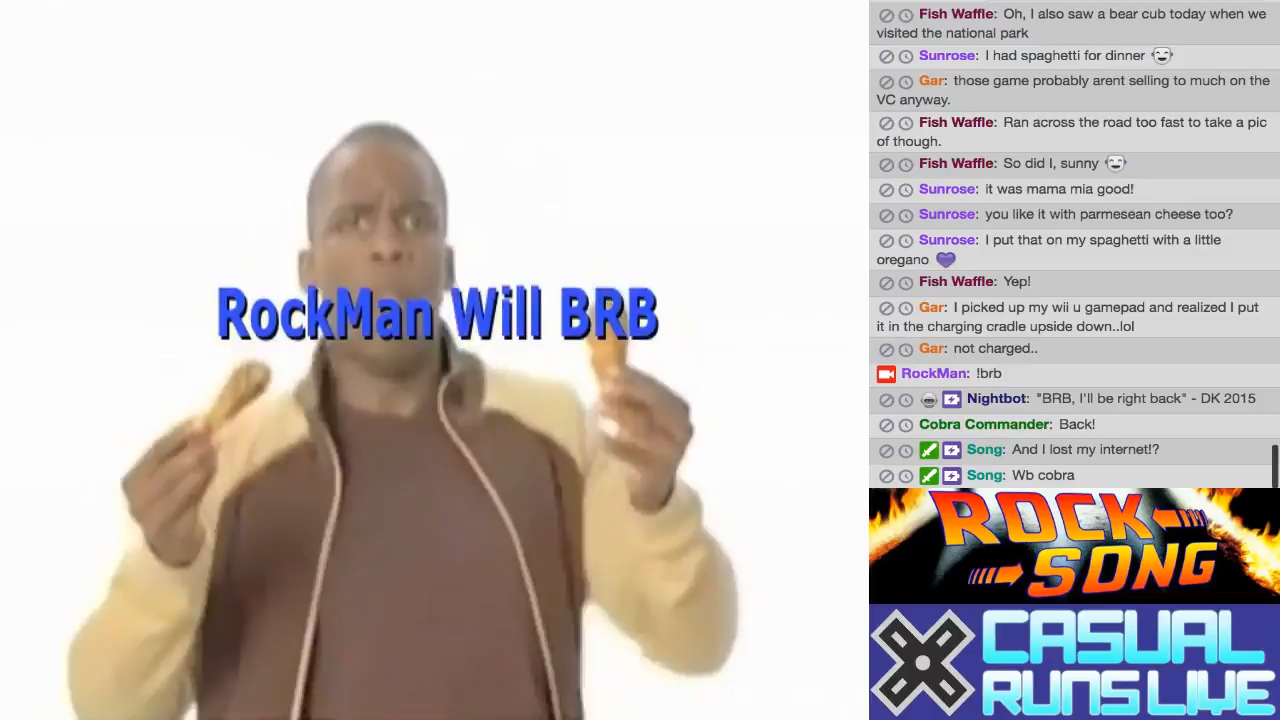 RockMan Will BRB
Fish Waffle: Oh, I also saw a bear cub today when we
visited the national park
Sunrose: I had spaghetti for dinner
Gar: those game probably arent selling to much on the
VC anyway.
Fish Waffle: Ran across the road too fast to take a pic
of though.
Fish Waffle: So did I, sunny
Sunrose: it was mama mia good!
Sunrose: you like it with parmesean cheese too?
Sunrose: I put that on my spaghetti with a little
oregano
Fish Waffle: Yep!
Gar: I picked up my wii u gamepad and realized I put
it in the charging cradle upside down..lol
Gar: not charged..
RockMan: !brb
Nightbot: "BRB, I'll be right back" - DK 2015
Cobra Commander: Back!
Song: And I lost my internet!?
Song: Wb cobra
ROCK
SONG
CASUAL
RUNS LIVE